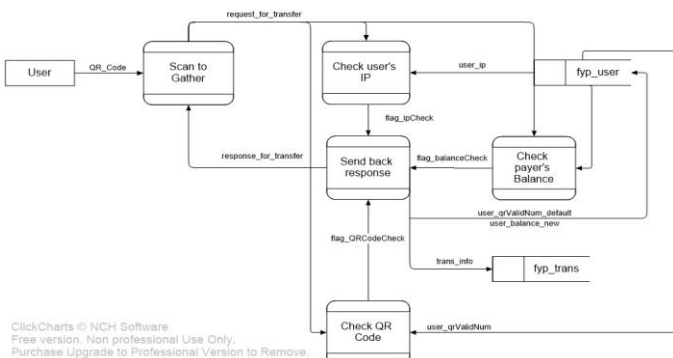 request_for_transfer
User
QR_Code
Scan to
Gather
Check user's
IP
user_ip
fyp_user
flag_ipCheck
response_for_transfer
Send back
response
flag_balanceCheck
Check
payer's
Balance
user_qrValidNum_default
user_balance_new
flag_QRCodeCheck
trans_info
fyp_trans
Check QR
Code
user_qrValidNum
ClickCharts © NCH Software
Free version. Non professional Use Only.
Purchase Upgrade to Professional Version to Remove.